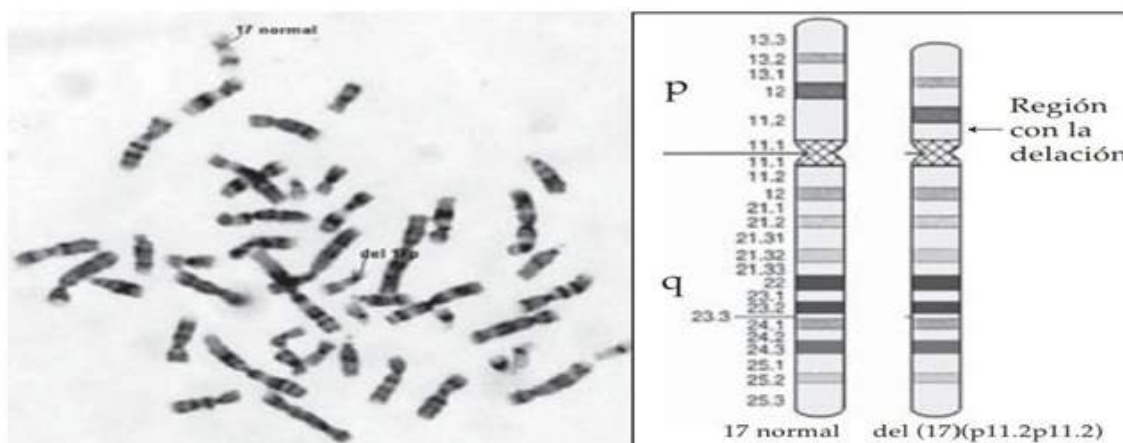 17 normal
del 17p
p
q
13.3
13.2
13.1
12
11.2
11.1
11.1
11.2
12
21.1
21.2
21.31
21.32
21.33
22
23.1
23.2
23.3
24.1
24.2
24.3
25.1
25.2
25.3
Región
con la
delación
17 normal
del (17)(p11.2p11.2)